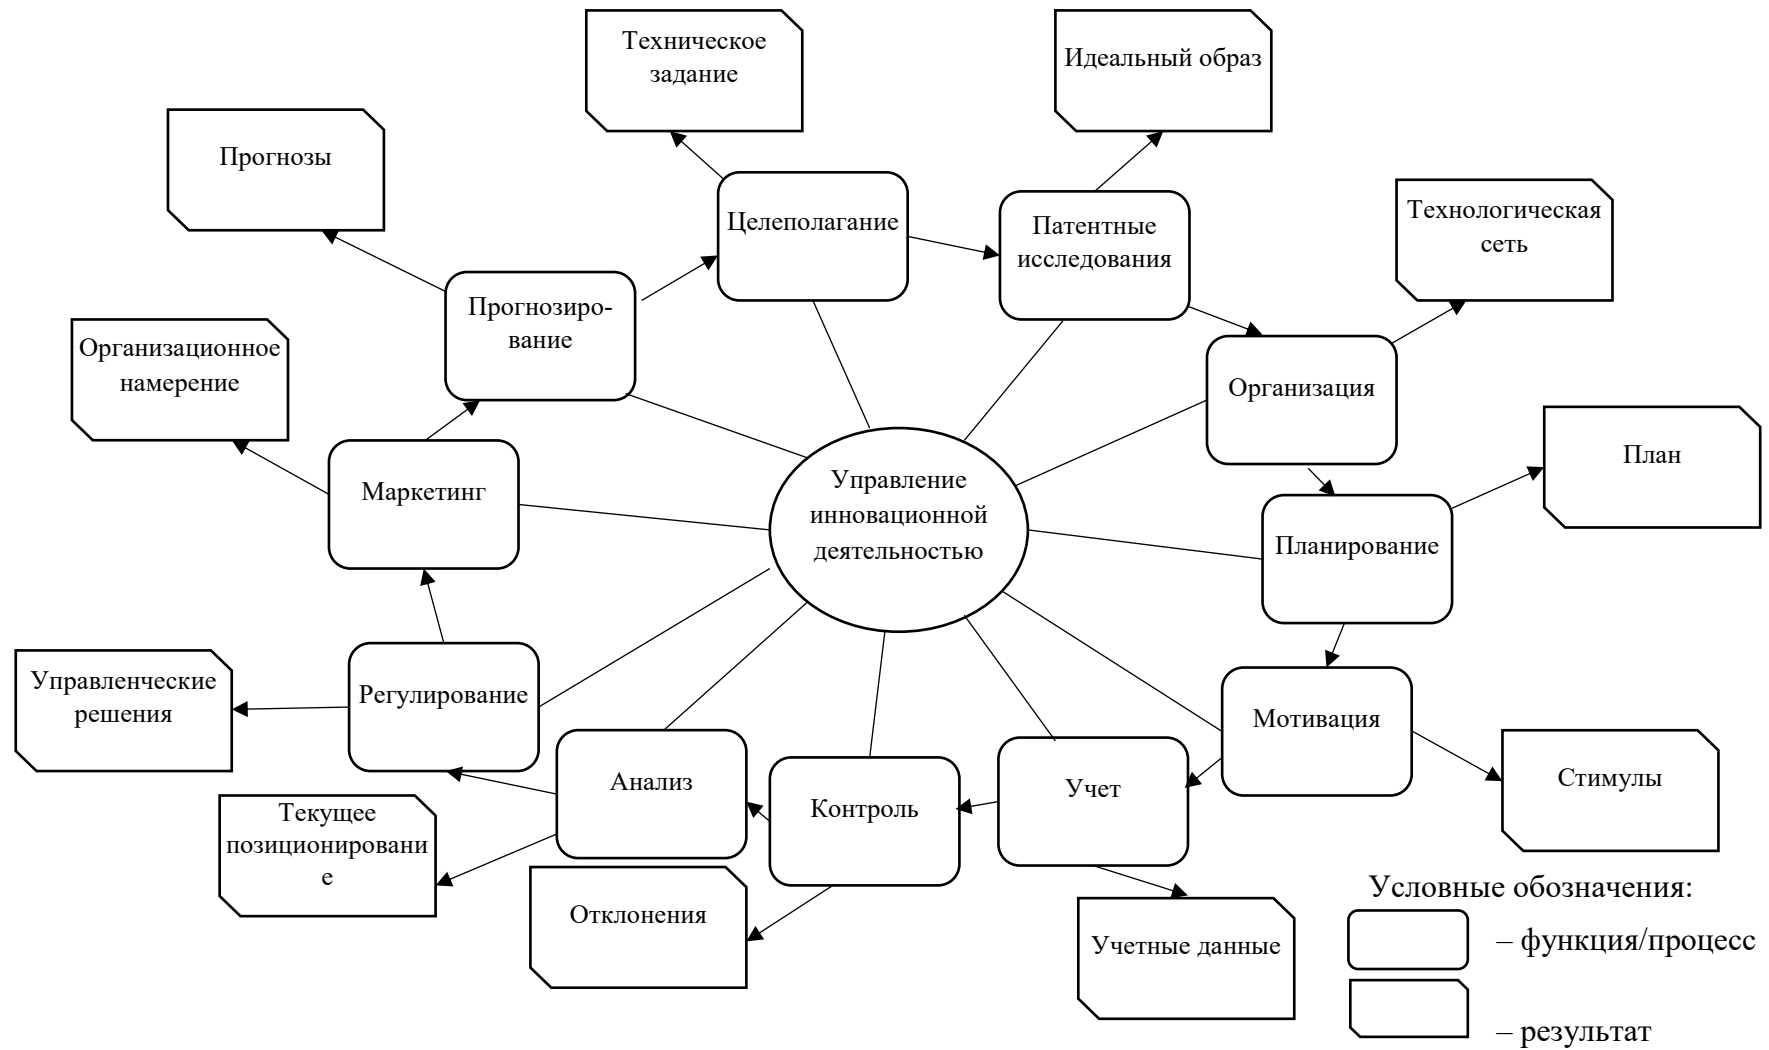 Техническое
задание
Идеальный образ
Прогнозы
Технологическая
сеть
Целеполагание
Патентные
исследования
Прогнозиро-
вание
Организационное
намерение
Организация
План
Маркетинг
Управление
инновационной
деятельностью
Планирование
Управленческие
решения
Регулирование
Мотивация
Анализ
Контроль
Учет
Стимулы
Текущее
позиционировани
е
Отклонения
Учетные данные
Условные обозначения:
– функция/процесс
– результат